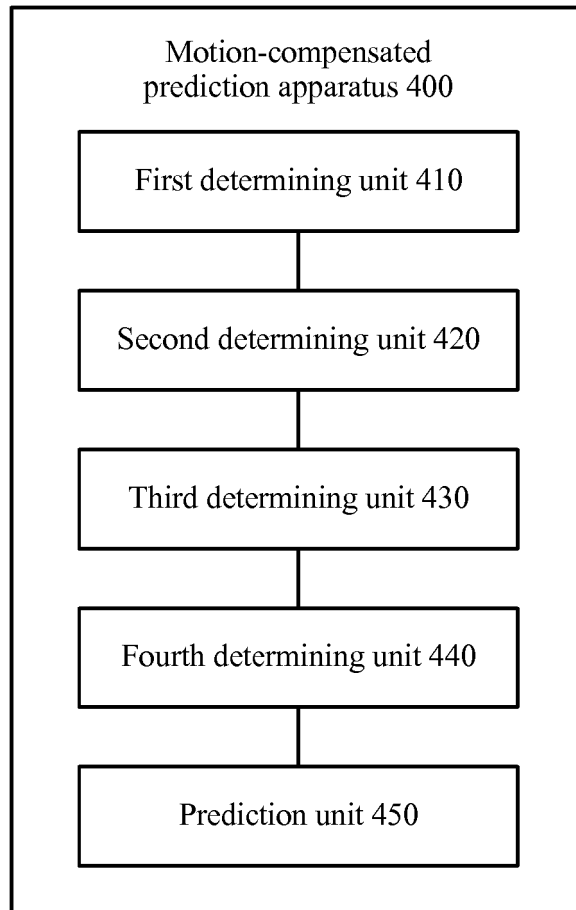 Motion-compensated
prediction apparatus 400
First determining unit 410
Second determining unit 420
Third determining unit 430
Fourth determining unit 440
Prediction unit 450